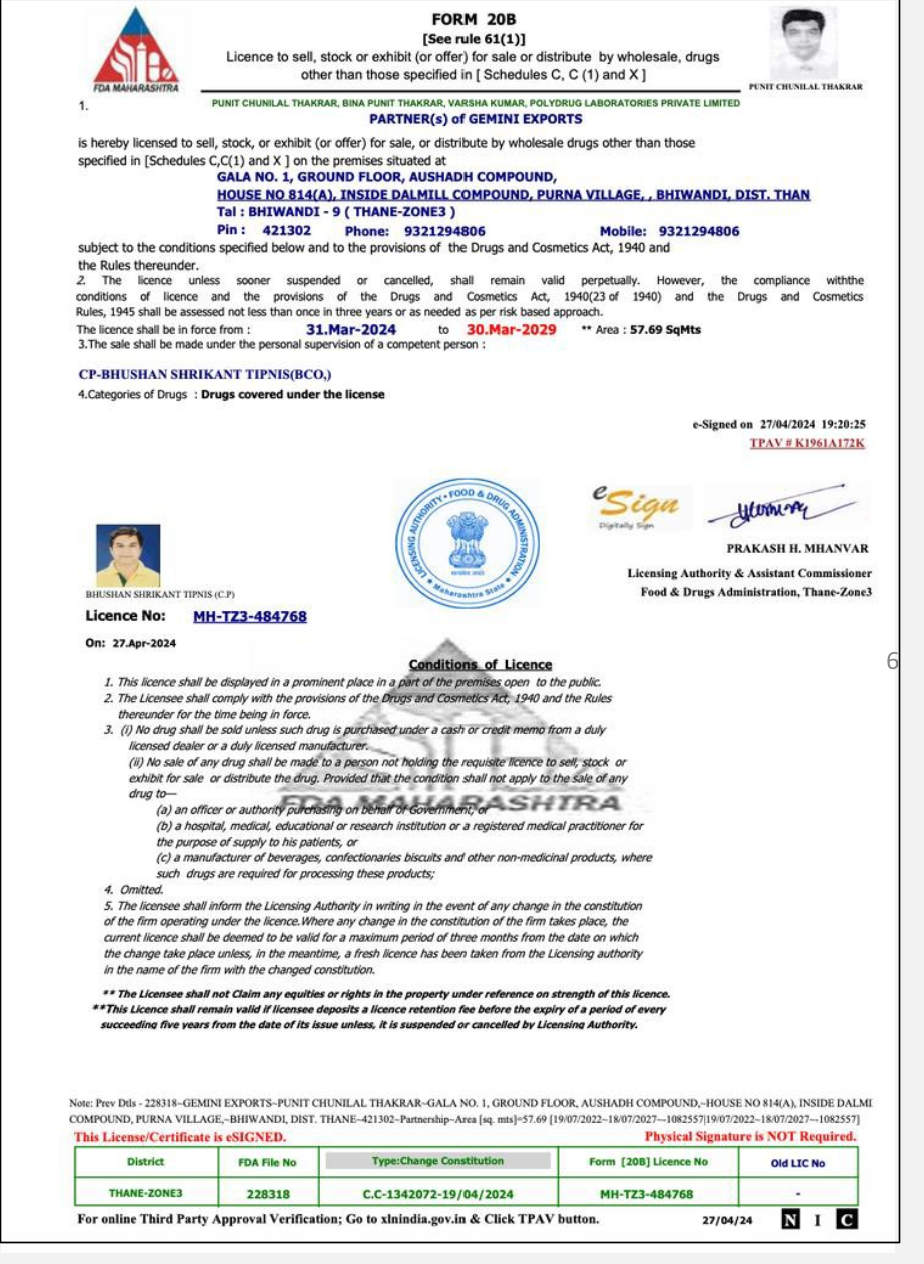 FORM 20B
[See rule 61(1)]
Licence to sell, stock or exhibit (or offer) for sale or distribute by wholesale, drugs
other than those specified in [ Schedules C, C (1) and X ]
FDA MAHARASHTRA
PUNIT CHUNILAL THAKRAR
1.
PUNIT CHUNILAL THAKRAR, BINA PUNIT THAKRAR, VARSHA KUMAR, POLYDRUG LABORATORIES PRIVATE LIMITED
PARTNER(s) of GEMINI EXPORTS
is hereby licensed to sell, stock, or exhibit (or offer) for sale, or distribute by wholesale drugs other than those
specified in [Schedules C,C(1) and X ] on the premises situated at
GALA NO. 1, GROUND FLOOR, AUSHADH COMPOUND,
HOUSE NO 814(A), INSIDE DALMILL COMPOUND, PURNA VILLAGE, , BHIWANDI, DIST. THAN
Tal : BHIWANDI - 9 ( THANE-ZONE3 )
Pin : 421302 Phone: 9321294806 Mobile: 9321294806
subject to the conditions specified below and to the provisions of the Drugs and Cosmetics Act, 1940 and
the Rules thereunder.
2. The licence unless sooner suspended or cancelled, shall remain valid perpetually. However, the compliance withthe
conditions of licence and the provisions of the Drugs and Cosmetics Act, 1940(23 of 1940) and the Drugs and Cosmetics
Rules, 1945 shall be assessed not less than once in three years or as needed as per risk based approach.
The licence shall be in force from : 31.Mar-2024 to 30.Mar-2029 ** Area : 57.69 SqMts
3.The sale shall be made under the personal supervision of a competent person :
CP-BHUSHAN SHRIKANT TIPNIS(BCO,)
4.Categories of Drugs : Drugs covered under the license
e-Signed on 27/04/2024 19:20:25
TPAV # K1961A172K
LICENSING AUTHORITY • FOOD & DRUG ADMINISTRATION
Maharashtra State
eSign
Digitally Sign
PRAKASH H. MHANVAR
Licensing Authority & Assistant Commissioner
Food & Drugs Administration, Thane-Zone3
BHUSHAN SHRIKANT TIPNIS (C.P)
Licence No: MH-TZ3-484768
On: 27.Apr-2024
6
Conditions of Licence
1. This licence shall be displayed in a prominent place in a part of the premises open to the public.
2. The Licensee shall comply with the provisions of the Drugs and Cosmetics Act, 1940 and the Rules
thereunder for the time being in force.
3. (i) No drug shall be sold unless such drug is purchased under a cash or credit memo from a duly
licensed dealer or a duly licensed manufacturer.
(ii) No sale of any drug shall be made to a person not holding the requisite licence to sell, stock or
exhibit for sale or distribute the drug. Provided that the condition shall not apply to the sale of any
drug to—
FDA MAHARASHTRA
(a) an officer or authority purchasing on behalf of Government, or
(b) a hospital, medical, educational or research institution or a registered medical practitioner for
the purpose of supply to his patients, or
(c) a manufacturer of beverages, confectionaries biscuits and other non-medicinal products, where
such drugs are required for processing these products;
4. Omitted.
5. The licensee shall inform the Licensing Authority in writing in the event of any change in the constitution
of the firm operating under the licence.Where any change in the constitution of the firm takes place, the
current licence shall be deemed to be valid for a maximum period of three months from the date on which
the change take place unless, in the meantime, a fresh licence has been taken from the Licensing authority
in the name of the firm with the changed constitution.
** The Licensee shall not Claim any equities or rights in the property under reference on strength of this licence.
**This Licence shall remain valid if licensee deposits a licence retention fee before the expiry of a period of every
succeeding five years from the date of its issue unless, it is suspended or cancelled by Licensing Authority.
Note: Prev Dtls - 228318~GEMINI EXPORTS~PUNIT CHUNILAL THAKRAR~GALA NO. 1, GROUND FLOOR, AUSHADH COMPOUND,~HOUSE NO 814(A), INSIDE DALMI
COMPOUND, PURNA VILLAGE,~BHIWANDI, DIST. THANE~421302~Partnership~Area [sq. mts]=57.69 [19/07/2022~18/07/2027~-1082557|19/07/2022~18/07/2027~-1082557]
This License/Certificate is eSIGNED. Physical Signature is NOT Required.
District FDA File No Type:Change Constitution Form [20B] Licence No Old LIC No
THANE-ZONE3 228318 C.C-1342072-19/04/2024 MH-TZ3-484768 -
For online Third Party Approval Verification; Go to xlnindia.gov.in & Click TPAV button. 27/04/24 N I C